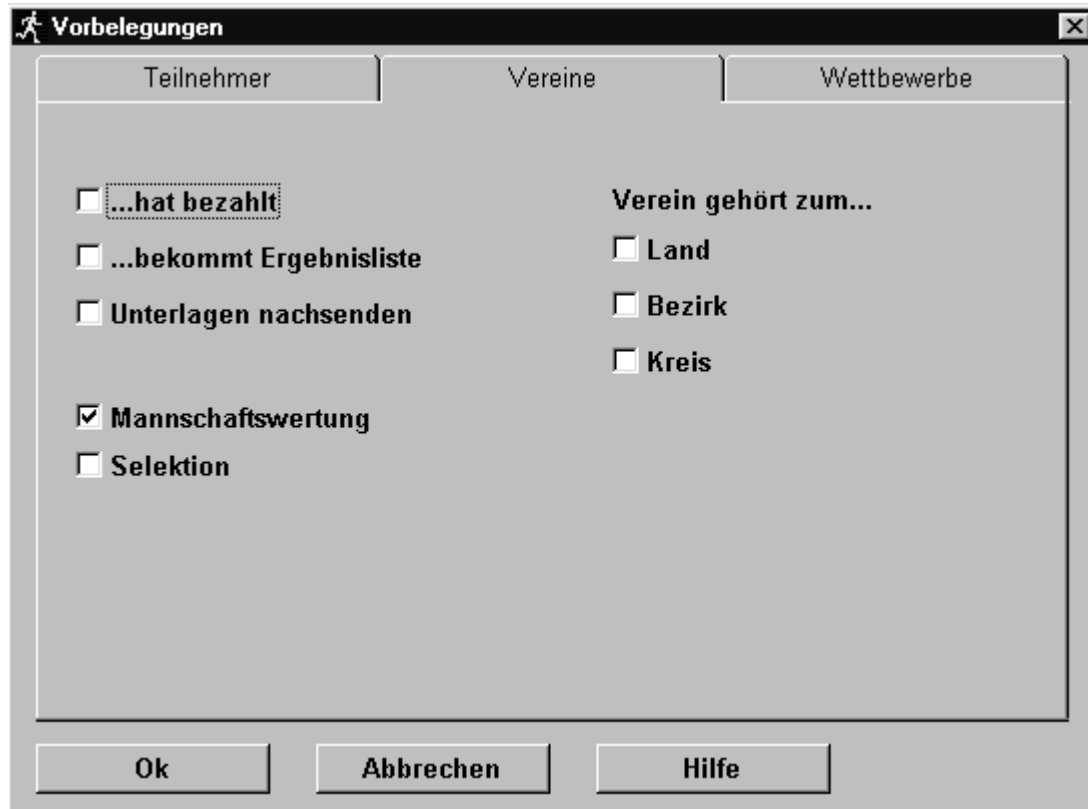 Vorbelegungen
Teilnehmer Vereine Wettbewerbe
...hat bezahlt
...bekommt Ergebnisliste
Unterlagen nachsenden
Mannschaftswertung
Selektion
Verein gehört zum...
Land
Bezirk
Kreis
Ok Abbrechen Hilfe